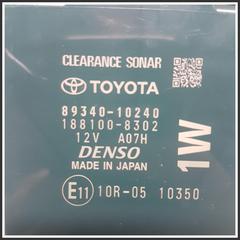 CLEARANCE SONAR
TOYOTA
89340-10240
188100-8302
12V A07H
DENSO
MADE IN JAPAN
1W
E11 10R-05 10350